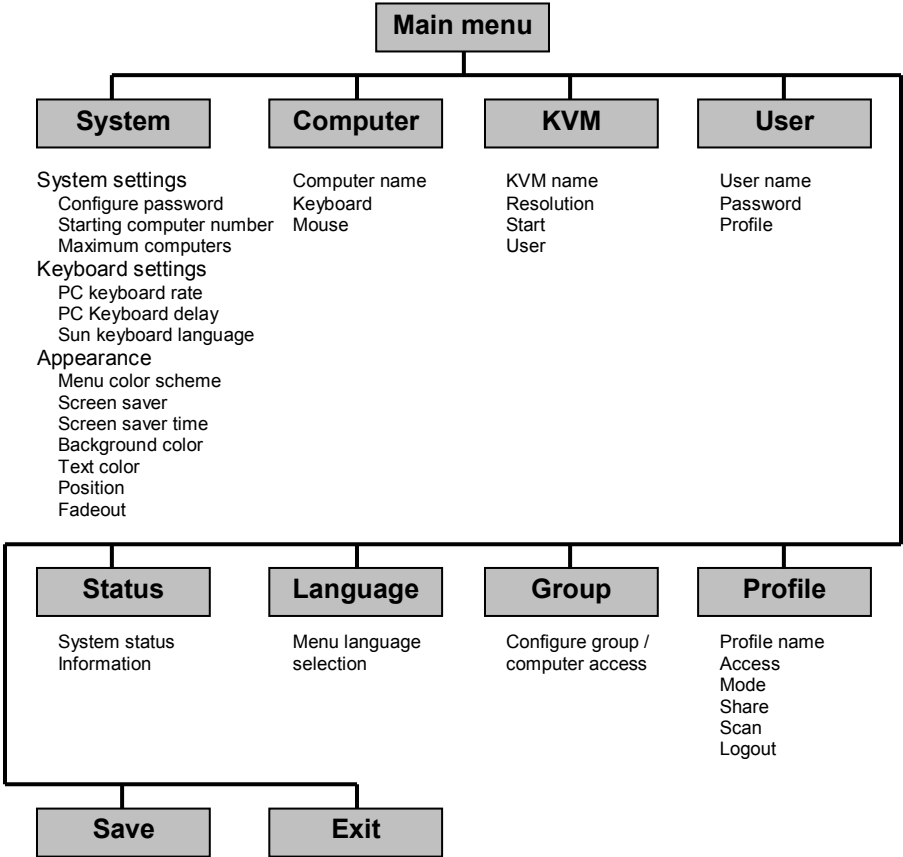 Main menu
System
Computer
KVM
User
System settings
Configure password
Starting computer number
Maximum computers
Keyboard settings
PC keyboard rate
PC Keyboard delay
Sun keyboard language
Appearance
Menu color scheme
Screen saver
Screen saver time
Background color
Text color
Position
Fadeout
Computer name
Keyboard
Mouse
KVM name
Resolution
Start
User
User name
Password
Profile
Status
Language
Group
Profile
System status
Information
Menu language
selection
Configure group /
computer access
Profile name
Access
Mode
Share
Scan
Logout
Save
Exit